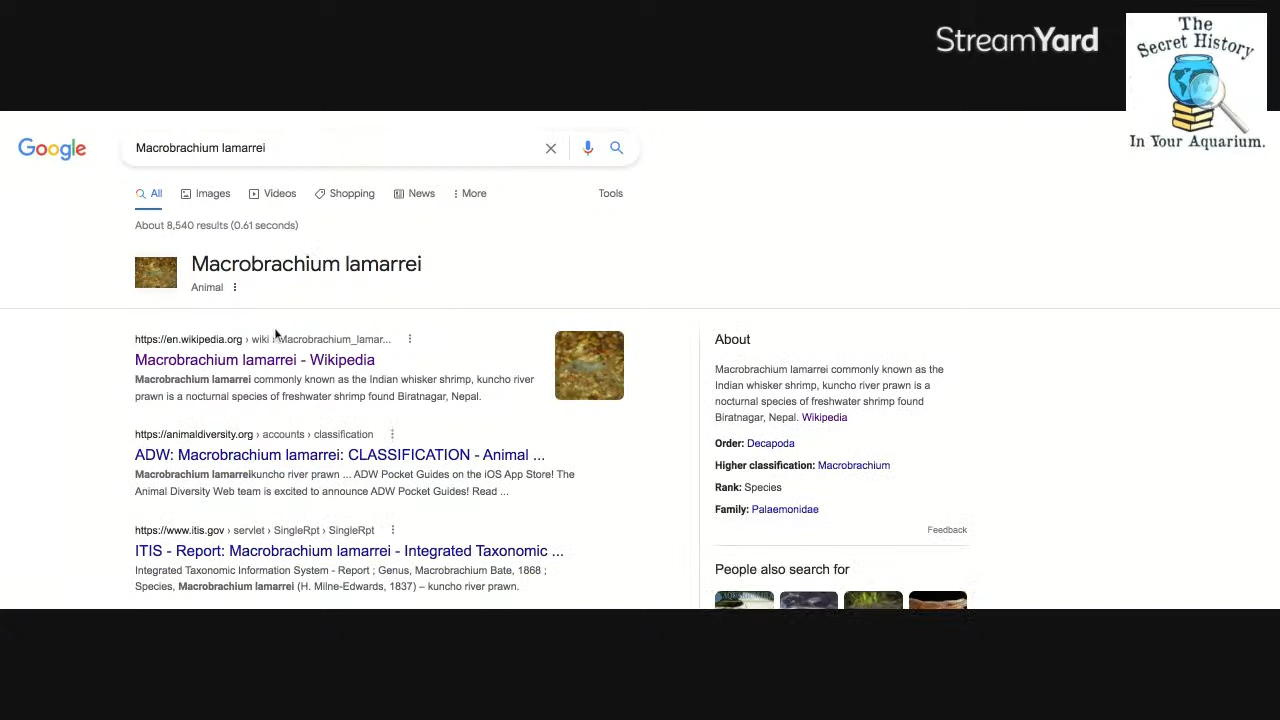 StreamYard
The
Secret History
In Your Aquarium.
Google
Macrobrachium lamarrei
All Images Videos Shopping News More Tools
About 8,540 results (0.61 seconds)
Macrobrachium lamarrei
Animal
https://en.wikipedia.org › wiki › Macrobrachium_lamar...
Macrobrachium lamarrei - Wikipedia
Macrobrachium lamarrei commonly known as the Indian whisker shrimp, kuncho river
prawn is a nocturnal species of freshwater shrimp found Biratnagar, Nepal.
https://animaldiversity.org › accounts › classification
ADW: Macrobrachium lamarrei: CLASSIFICATION - Animal ...
Macrobrachium lamarreikuncho river prawn ... ADW Pocket Guides on the iOS App Store! The
Animal Diversity Web team is excited to announce ADW Pocket Guides! Read ...
https://www.itis.gov › servlet › SingleRpt › SingleRpt
ITIS - Report: Macrobrachium lamarrei - Integrated Taxonomic ...
Integrated Taxonomic Information System - Report ; Genus, Macrobrachium Bate, 1868 ;
Species, Macrobrachium lamarrei (H. Milne-Edwards, 1837) – kuncho river prawn.
About
Macrobrachium lamarrei commonly known as the
Indian whisker shrimp, kuncho river prawn is a
nocturnal species of freshwater shrimp found
Biratnagar, Nepal. Wikipedia
Order: Decapoda
Higher classification: Macrobrachium
Rank: Species
Family: Palaemonidae
Feedback
People also search for